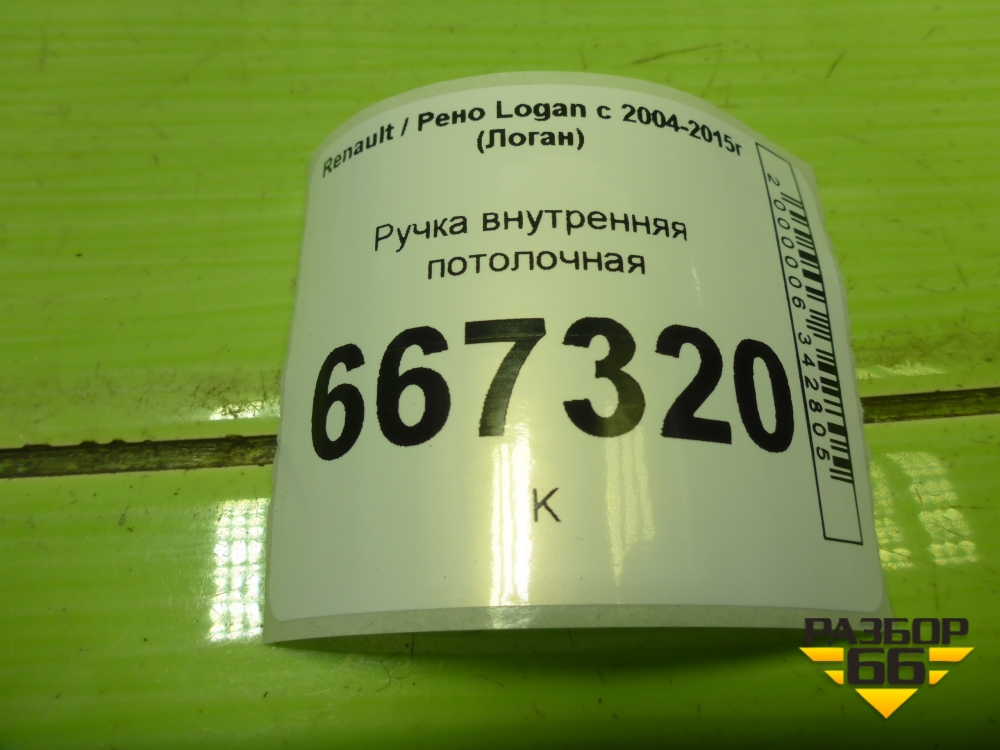 Renault / Рено Logan с 2004-2015г
(Логан)
Ручка внутренняя
потолочная
667320
К
2000006342805
РАЗБОР
66